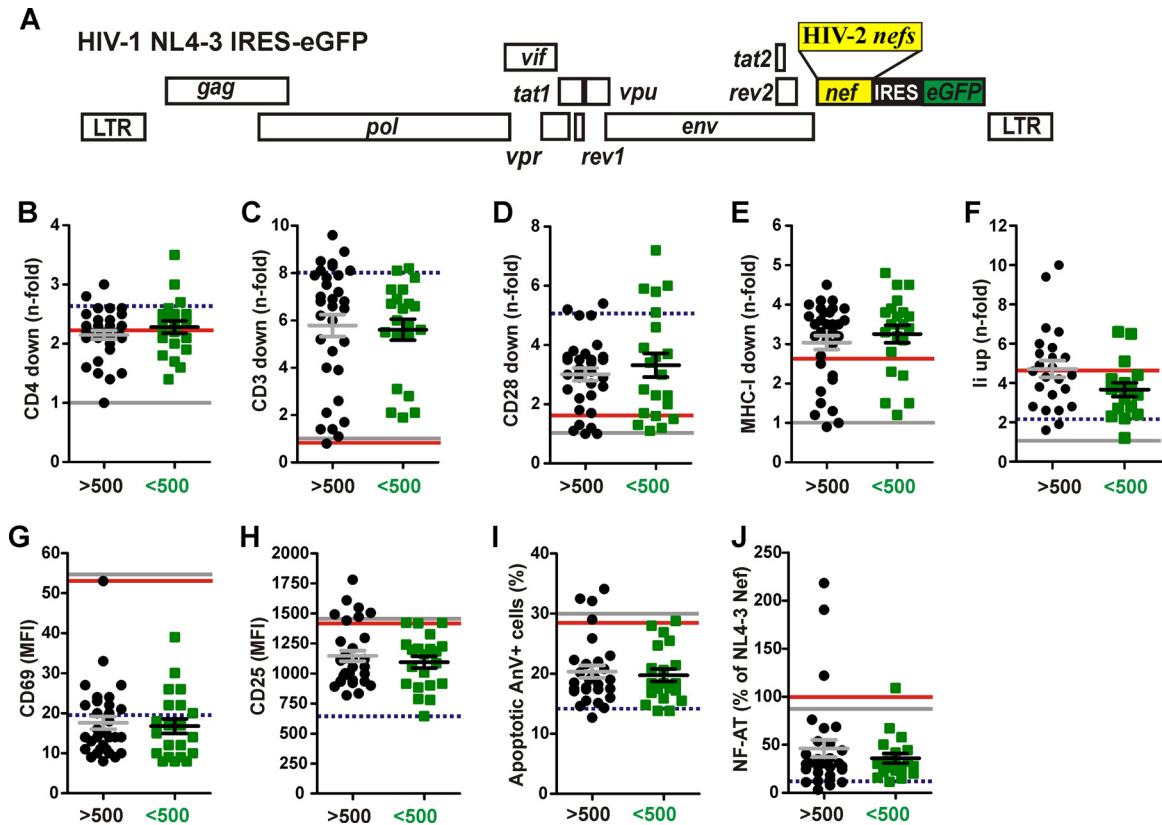 A
HIV-1 NL4-3 IRES-eGFP
HIV-2 nefs
vif
tat2
gag
tat1
vpu
rev2
nef
IRES
eGFP
LTR
pol
env
LTR
vpr
rev1
B
CD4 down (n-fold)
4
3
2
1
0
>500
<500
C
CD3 down (n-fold)
10
8
6
4
2
0
>500
<500
D
CD28 down (n-fold)
8
7
6
5
4
3
2
1
0
>500
<500
E
MHC-I down (n-fold)
6
5
4
3
2
1
0
>500
<500
F
Ii up (n-fold)
12
10
8
6
4
2
0
>500
<500
G
CD69 (MFI)
60
50
40
30
20
10
0
>500
<500
H
CD25 (MFI)
2000
1750
1500
1250
1000
750
500
250
0
>500
<500
I
Apoptotic AnV+ cells (%)
40
30
20
10
0
>500
<500
J
NF-AT (% of NL4-3 Nef)
250
200
150
100
50
0
>500
<500